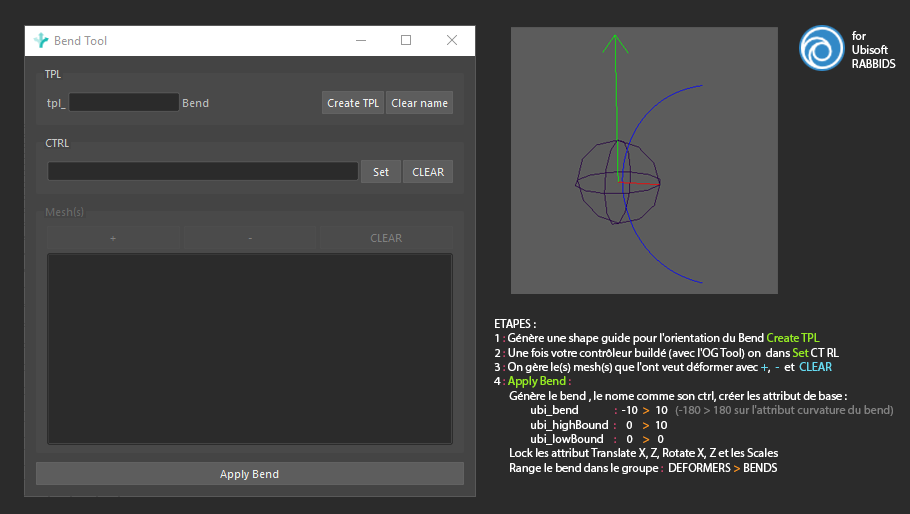 Bend Tool
TPL
tpl_ Bend Create TPL Clear name
CTRL
Set CLEAR
Mesh(s)
+ - CLEAR
Apply Bend
for
Ubisoft
RABBIDS
ETAPES :
1 : Génère une shape guide pour l'orientation du Bend Create TPL
2 : Une fois votre contrôleur buildé (avec l'OG Tool) on dans Set CT RL
3 : On gère le(s) mesh(s) que l'ont veut déformer avec +, - et CLEAR
4 : Apply Bend :
Génère le bend , le nome comme son ctrl, créer les attribut de base :
ubi_bend : -10 > 10 (-180 > 180 sur l'attribut curvature du bend)
ubi_highBound : 0 > 10
ubi_lowBound : 0 > 0
Lock les attribut Translate X, Z, Rotate X, Z et les Scales
Range le bend dans le groupe : DEFORMERS > BENDS